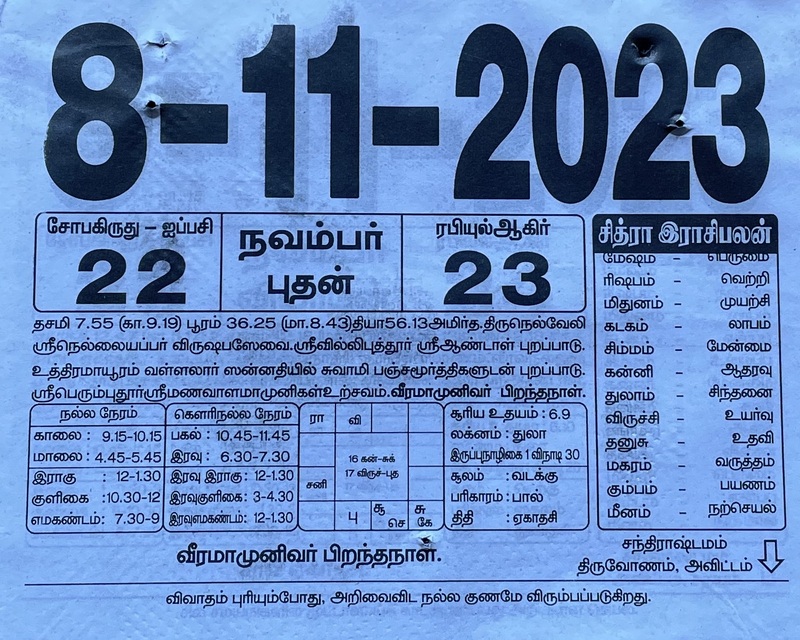 8-11-2023
சோபகிருது - ஐப்பசி
22
நவம்பர்
புதன்
ரபியுல்ஆகிர்
23
தசமி 7.55 (கா.9.19) பூரம் 36.25 (மா.8.43)தியா56.13அமிர்த.திருநெல்வேலி
ஸ்ரீநெல்லையப்பர் விருஷபஸேவை.ஸ்ரீவில்லிபுத்தூர் ஸ்ரீஆண்டாள் புறப்பாடு.
உத்திரமாயூரம் வள்ளலார் ஸன்னதியில் சுவாமி பஞ்சமூர்த்திகளுடன் புறப்பாடு.
ஸ்ரீபெரும்புதூர்ஸ்ரீமணவாளமாமுனிகள்உற்சவம்.வீரமாமுனிவர் பிறந்தநாள்.
நல்ல நேரம்
காலை : 9.15-10.15
மாலை : 4.45-5.45
இராகு : 12-1.30
குளிகை :10.30-12
எமகண்டம்: 7.30-9
கௌரிநல்ல நேரம்
பகல் : 10.45-11.45
இரவு : 6.30-7.30
இரவு இராகு: 12-1.30
இரவுகுளிகை: 3-4.30
இரவுஎமகண்டம்: 12-1.30
ரா வி
16 கன்-சுக்
17 விருச்-புத
சனி
பு சூ செ சு கே
சூரிய உதயம் : 6.9
லக்னம் : துலா
இருப்புநாழிகை 1 விநாடி 30
சூலம் : வடக்கு
பரிகாரம் : பால்
திதி : ஏகாதசி
சித்ரா இராசிபலன்
மேஷம் - பெருமை
ரிஷபம் - வெற்றி
மிதுனம் - முயற்சி
கடகம் - லாபம்
சிம்மம் - மேன்மை
கன்னி - ஆதரவு
துலாம் - சிந்தனை
விருச்சி - உயர்வு
தனுசு - உதவி
மகரம் - வருத்தம்
கும்பம் - பயணம்
மீனம் - நற்செயல்
வீரமாமுனிவர் பிறந்தநாள்.
சந்திராஷ்டமம்
திருவோணம், அவிட்டம்
விவாதம் புரியும்போது, அறிவைவிட நல்ல குணமே விரும்பப்படுகிறது.